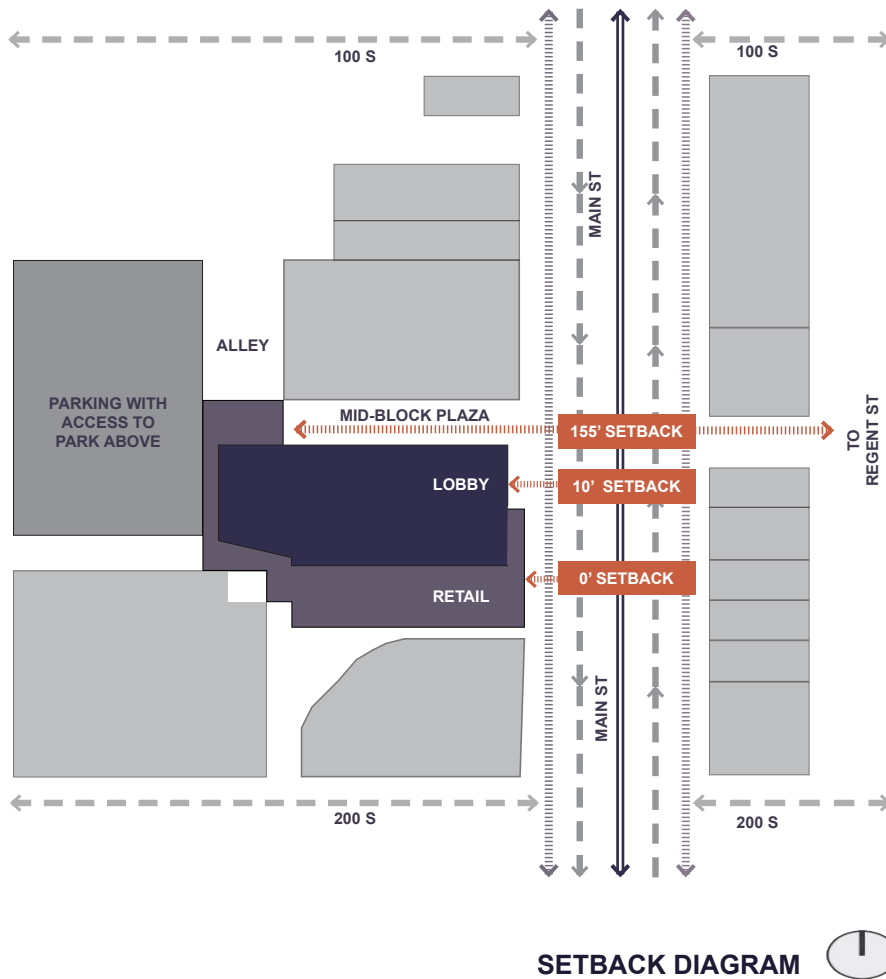 100 S
100 S
MAIN ST
ALLEY
PARKING WITH
ACCESS TO
PARK ABOVE
MID-BLOCK PLAZA
155' SETBACK
TO
REGENT ST
LOBBY
10' SETBACK
0' SETBACK
RETAIL
MAIN ST
200 S
200 S
SETBACK DIAGRAM